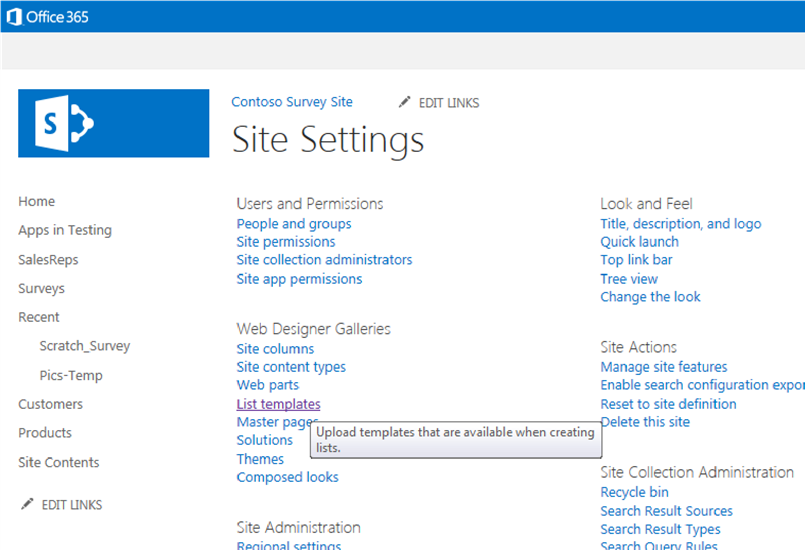 Office 365
S
Contoso Survey Site
EDIT LINKS
Site Settings
Home
Apps in Testing
SalesReps
Surveys
Recent
Scratch_Survey
Pics-Temp
Customers
Products
Site Contents
EDIT LINKS
Users and Permissions
People and groups
Site permissions
Site collection administrators
Site app permissions
Web Designer Galleries
Site columns
Site content types
Web parts
List templates
Master pages
Upload templates that are available when creating
lists.
Solutions
Themes
Composed looks
Site Administration
Regional settings
Look and Feel
Title, description, and logo
Quick launch
Top link bar
Tree view
Change the look
Site Actions
Manage site features
Enable search configuration expor
Reset to site definition
Delete this site
Site Collection Administration
Recycle bin
Search Result Sources
Search Result Types
Search Query Rules